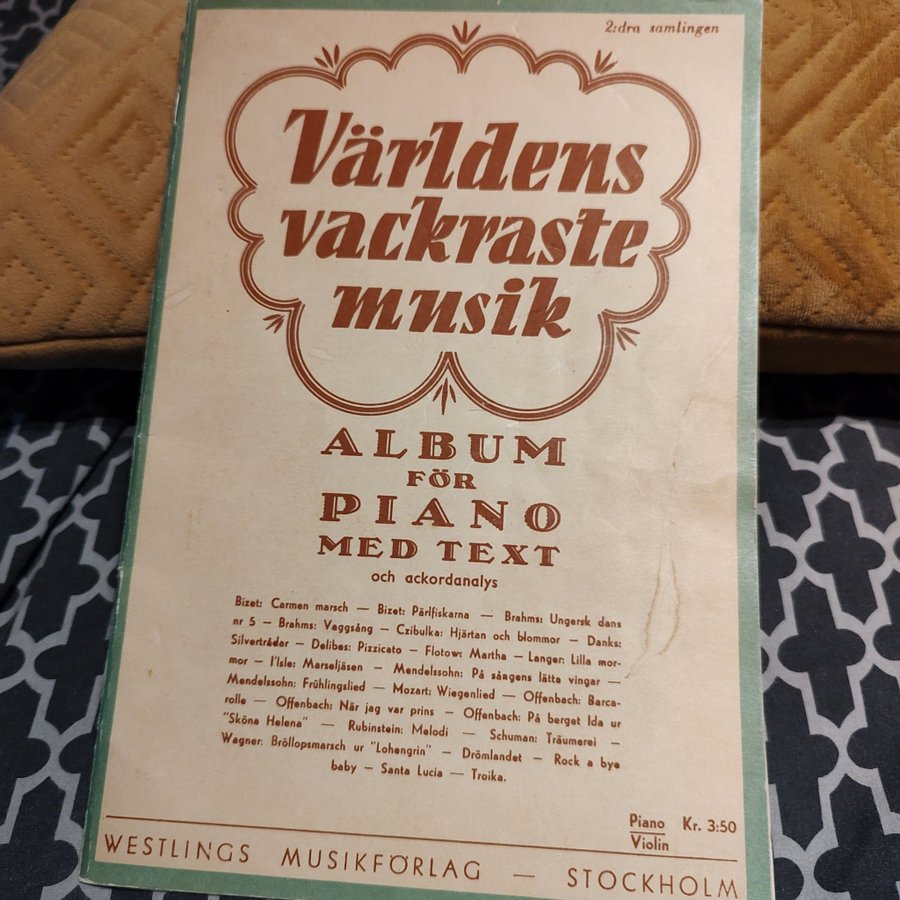 2:dra samlingen
Världens
vackraste
musik
ALBUM
FÖR
PIANO
MED TEXT
och ackordanalys
Bizet: Carmen marsch — Bizet: Pärlfiskarna — Brahms: Ungersk dans
nr 5 — Brahms: Vaggsång — Czibulka: Hjärtan och blommor — Danks:
Silvertrådar — Delibes: Pizzicato — Flotow: Martha — Langer: Lilla mor-
mor — l'Isle: Marseljäsen — Mendelssohn: På sångens lätta vingar —
Mendelssohn: Frühlingslied — Mozart: Wiegenlied — Offenbach: Barca-
rolle — Offenbach: När jag var prins — Offenbach: På berget Ida ur
"Sköna Helena" — Rubinstein: Melodi — Schuman: Träumerei —
Wagner: Bröllopsmarsch ur "Lohengrin" — Drömlandet — Rock a bye
baby — Santa Lucia — Troika.
Piano Kr. 3:50
Violin
WESTLINGS MUSIKFÖRLAG — STOCKHOLM